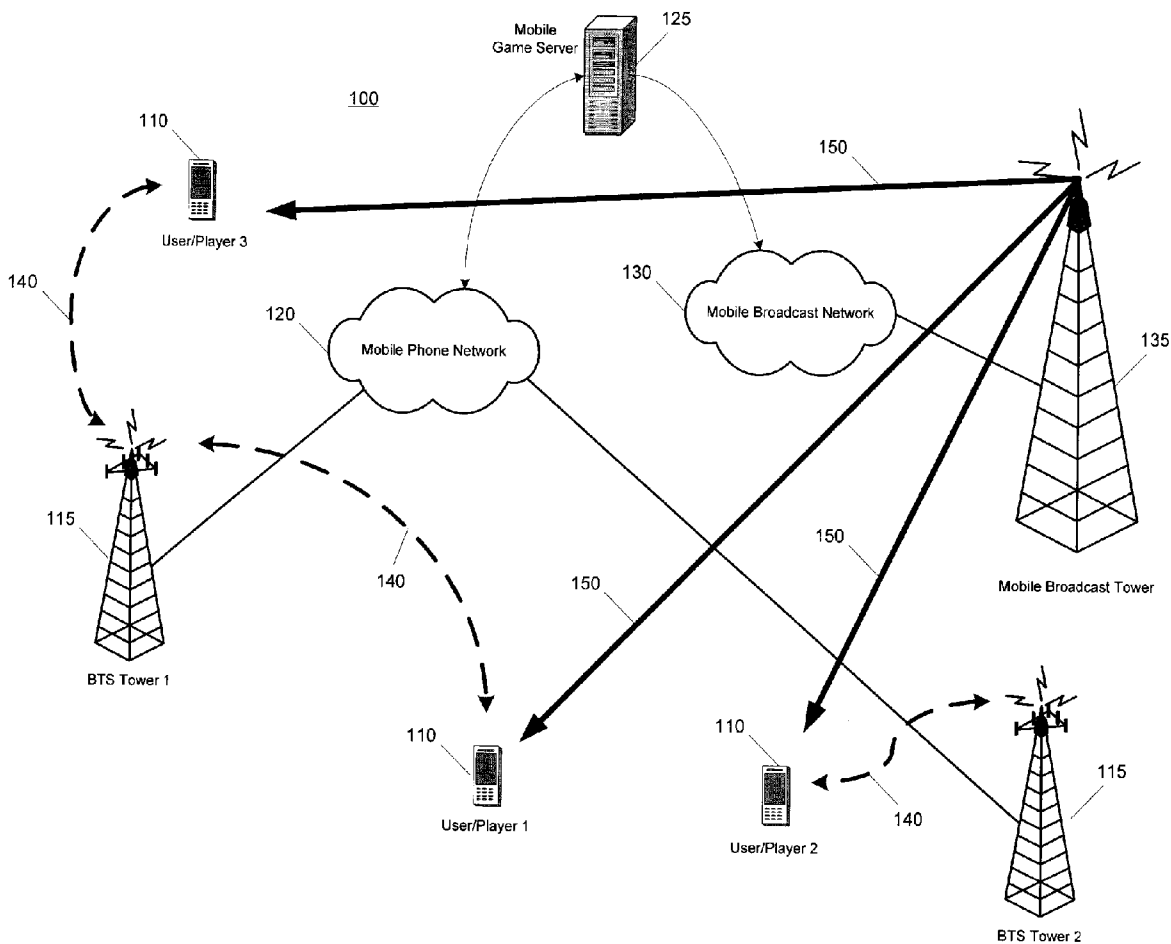 Mobile
Game Server
125
100
110
150
User/Player 3
140
130
Mobile Broadcast Network
120
Mobile Phone Network
135
115
140
150
150
Mobile Broadcast Tower
BTS Tower 1
110
110
115
User/Player 1
140
User/Player 2
BTS Tower 2